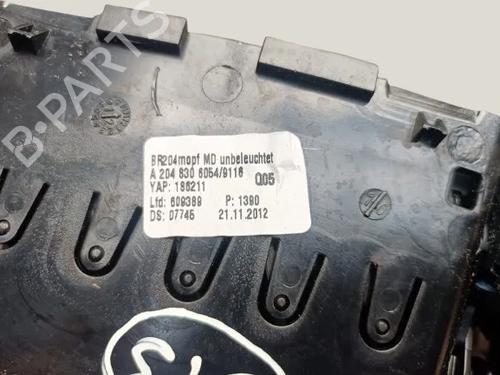 B-PARTS
BR204mopf MD unbeleuchtet
A 204 830 6054/9116 Q05
YAP: 186211
Lfd: 609389 P: 1390
DS: 07745 21.11.2012